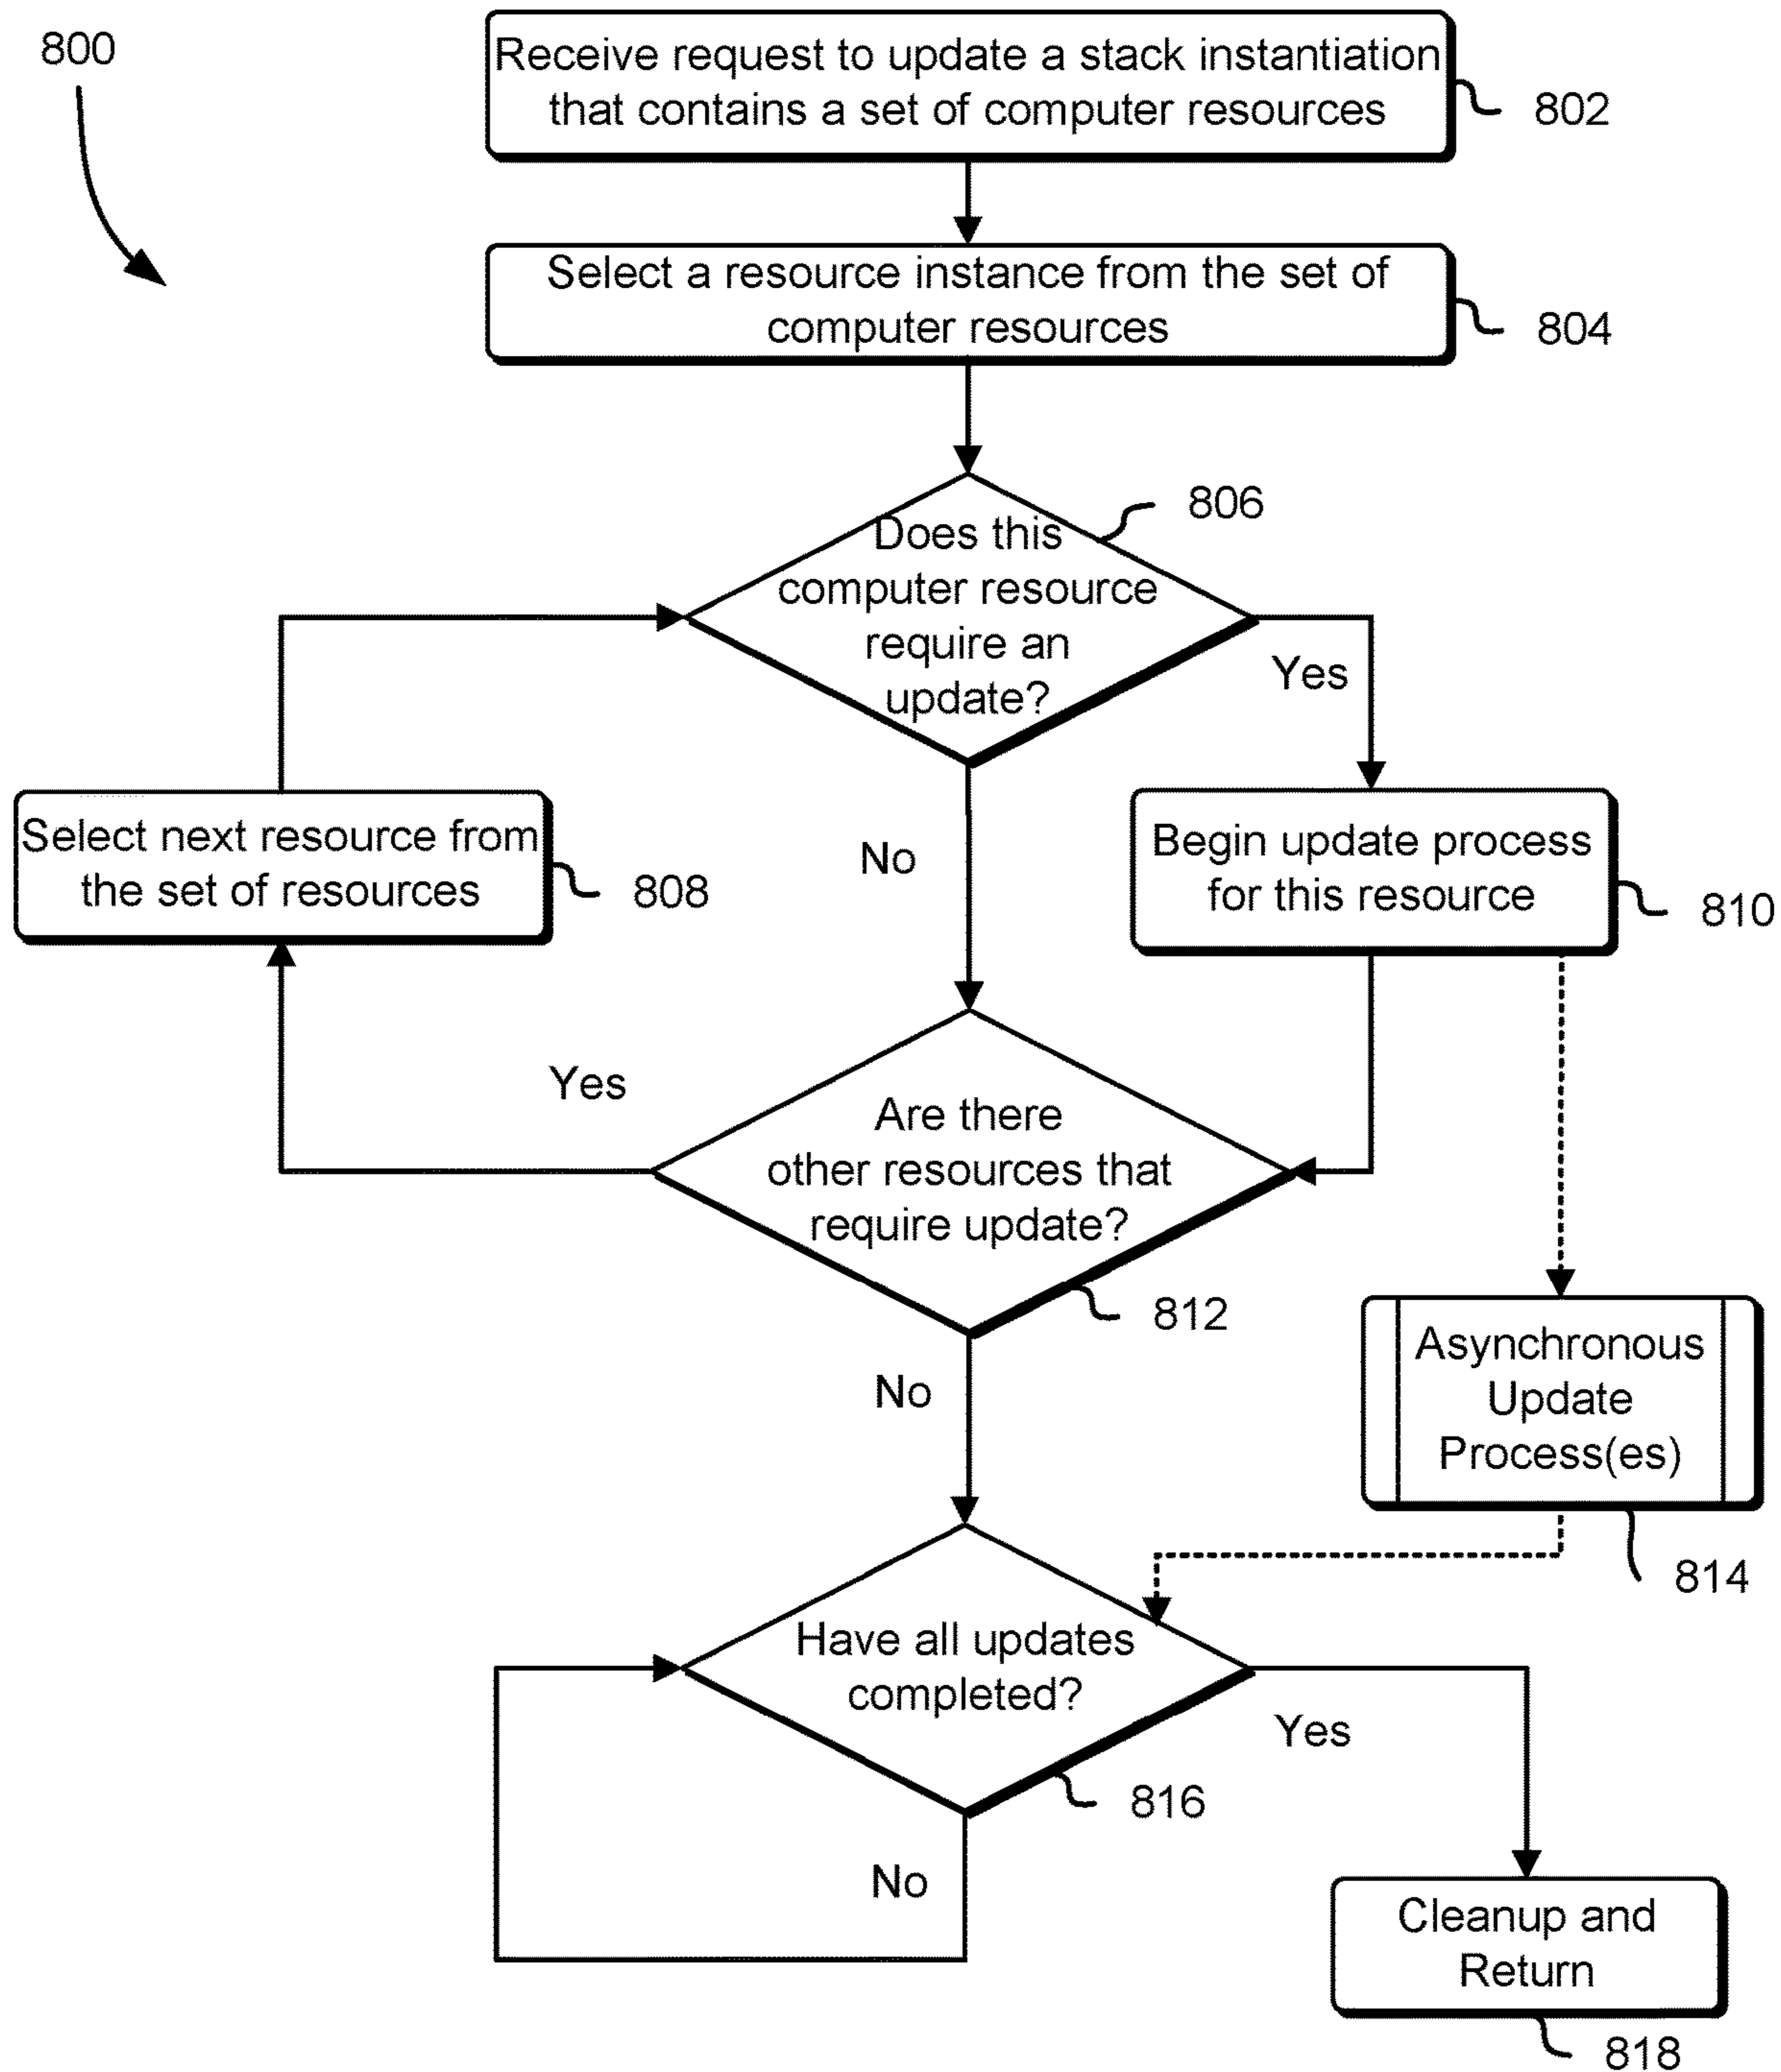 800
Receive request to update a stack instantiation
that contains a set of computer resources
802
Select a resource instance from the set of
computer resources
804
806
Does this
computer resource
require an
update?
Yes
Select next resource from
the set of resources
808
No
Begin update process
for this resource
810
Yes
Are there
other resources that
require update?
812
No
Asynchronous
Update
Process(es)
814
Have all updates
completed?
Yes
816
No
Cleanup and
Return
818